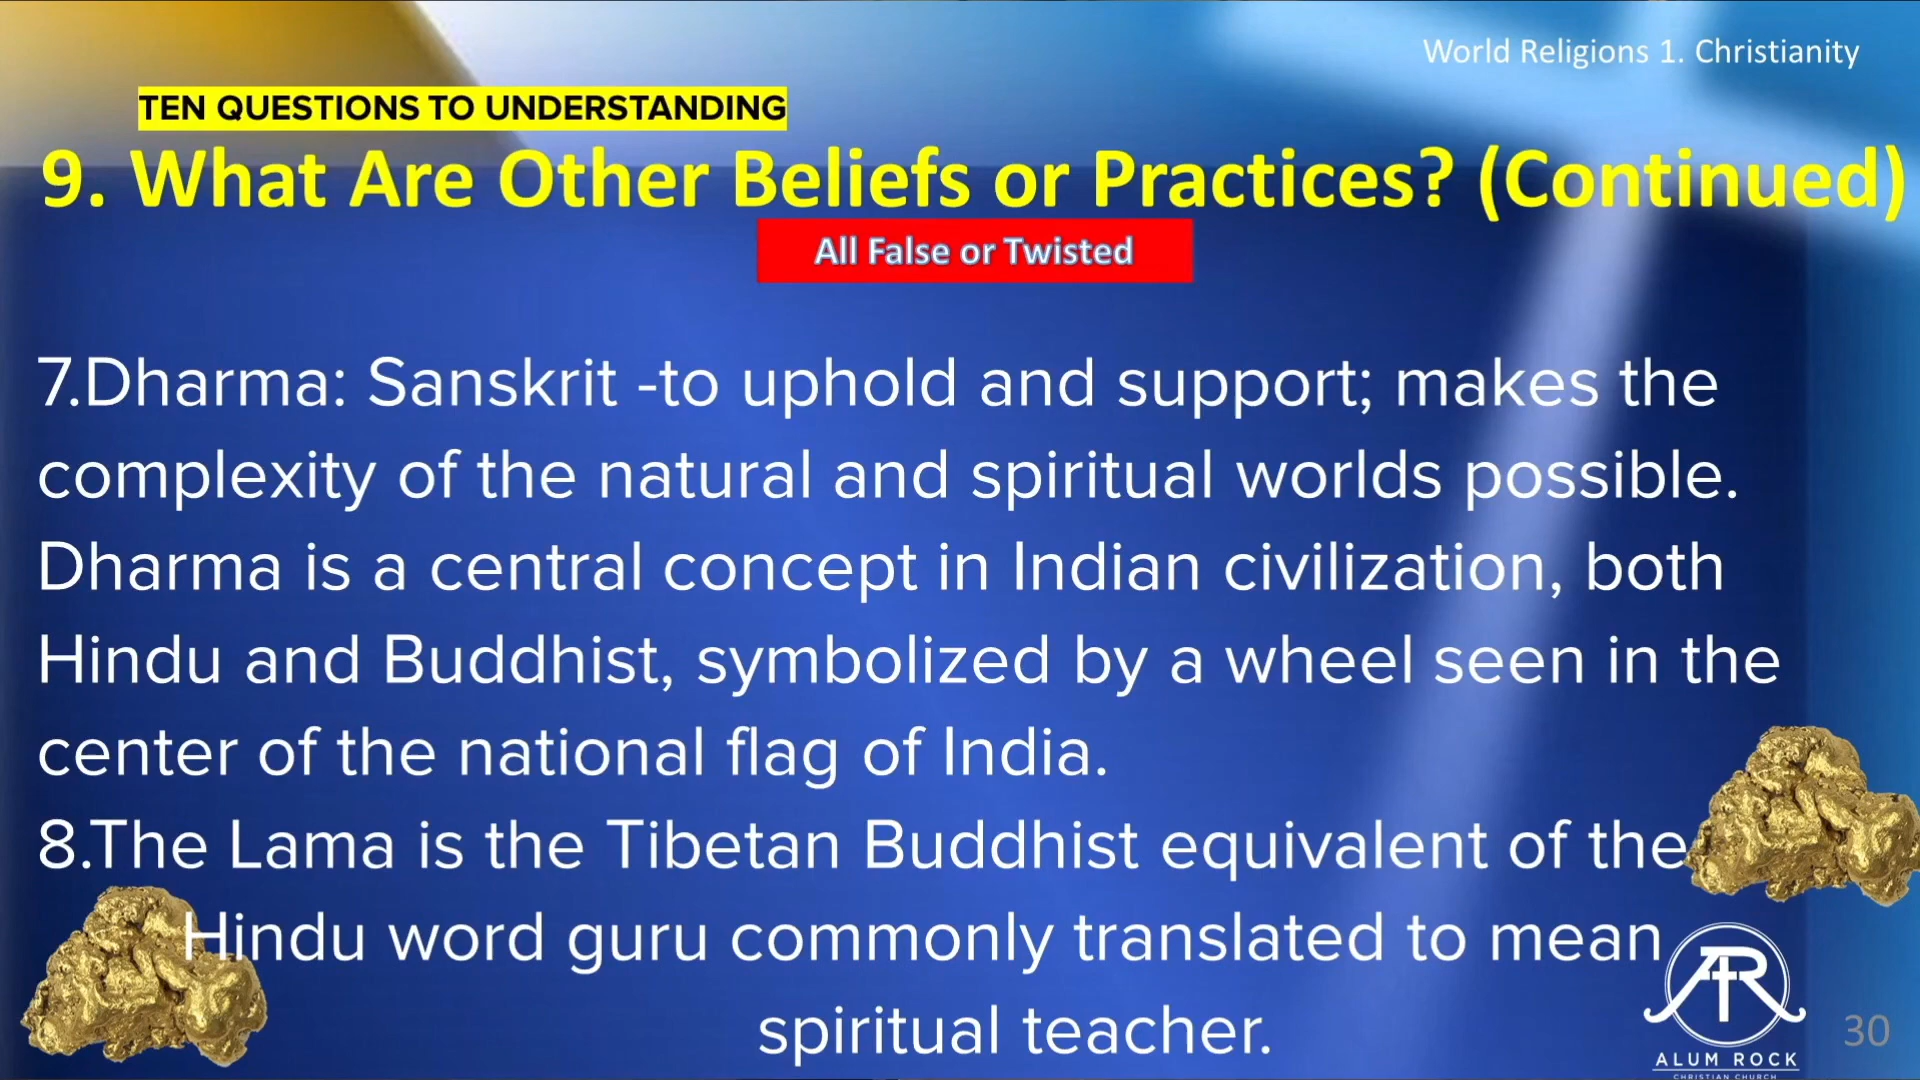 World Religions 1. Christianity
TEN QUESTIONS TO UNDERSTANDING
9. What Are Other Beliefs or Practices? (Continued)
All False or Twisted
7.Dharma: Sanskrit -to uphold and support; makes the
complexity of the natural and spiritual worlds possible.
Dharma is a central concept in Indian civilization, both
Hindu and Buddhist, symbolized by a wheel seen in the
center of the national flag of India.
8.The Lama is the Tibetan Buddhist equivalent of the
Hindu word guru commonly translated to mean
spiritual teacher.
AR
ALUM ROCK
CHRISTIAN CHURCH
30